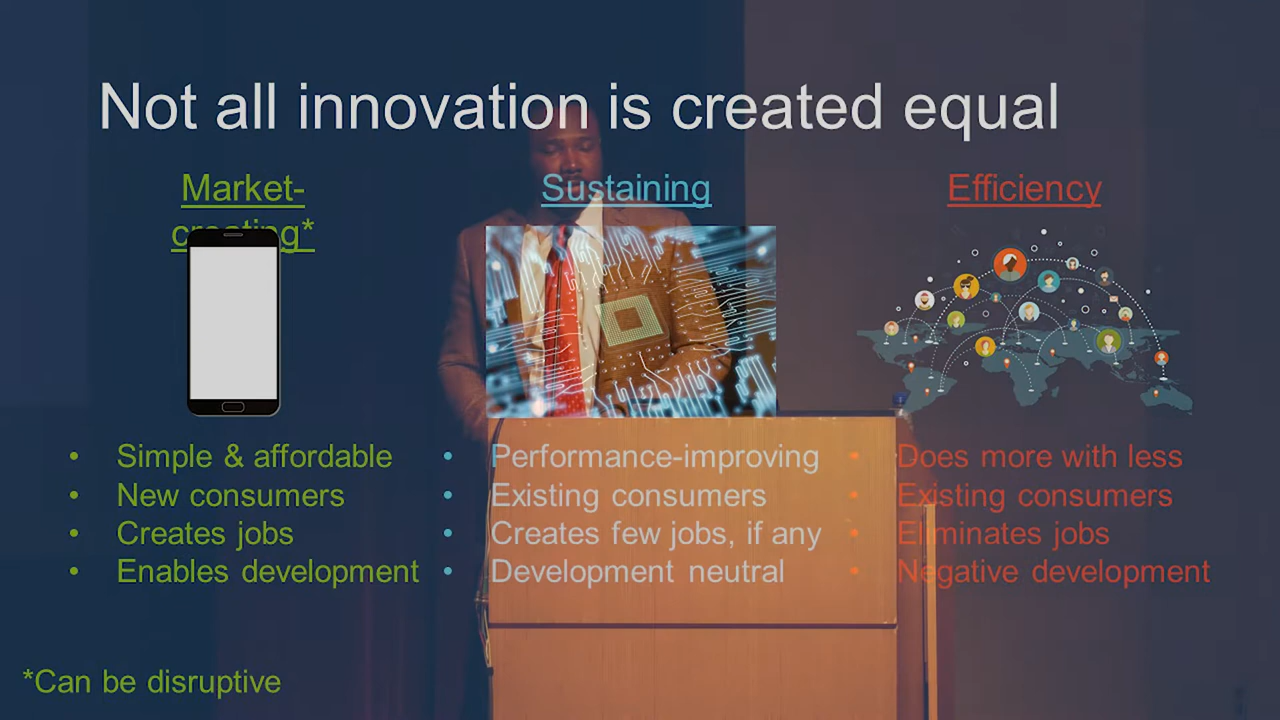 Not all innovation is created equal
Market-
creating*
Sustaining
Efficiency
• Simple & affordable
• New consumers
• Creates jobs
• Enables development
• Performance-improving
• Existing consumers
• Creates few jobs, if any
• Development neutral
• Does more with less
• Existing consumers
• Eliminates jobs
• Negative development
*Can be disruptive